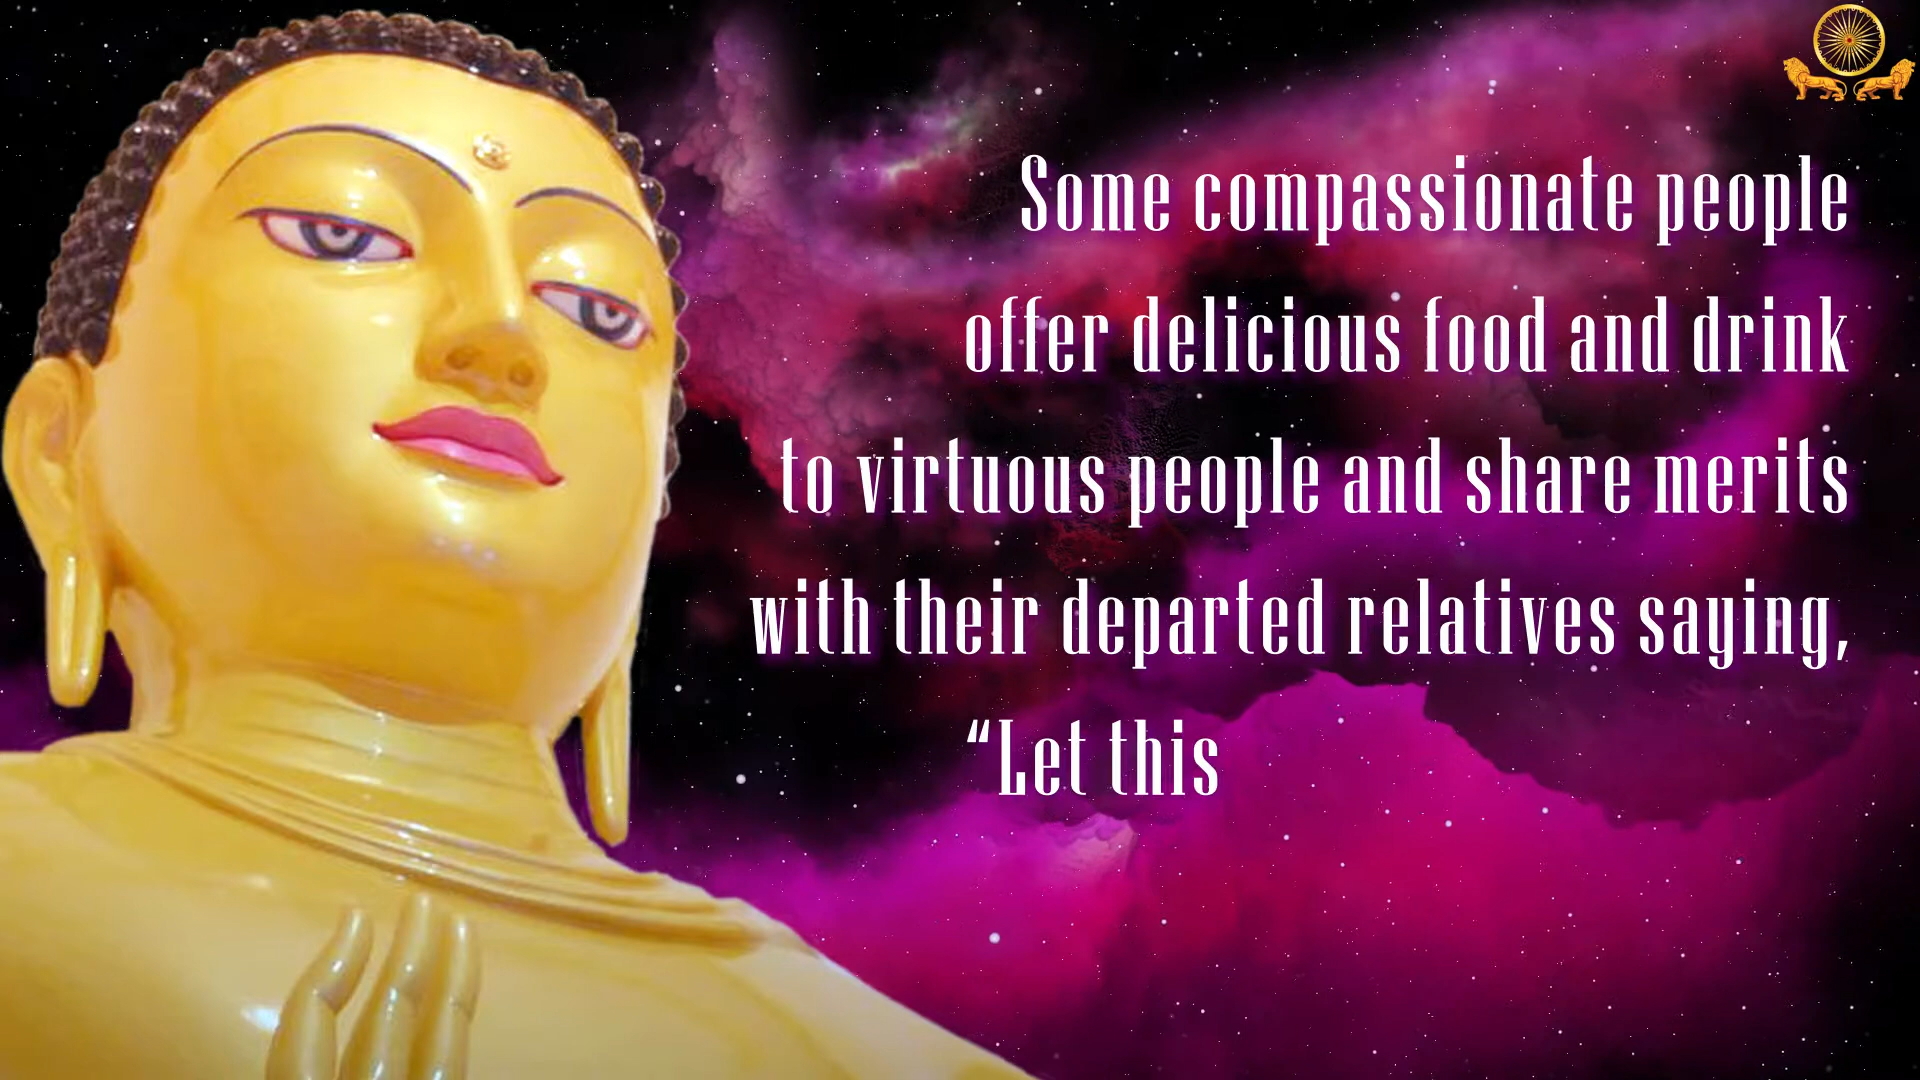 Some compassionate people
offer delicious food and drink
to virtuous people and share merits
with their departed relatives saying,
“Let this